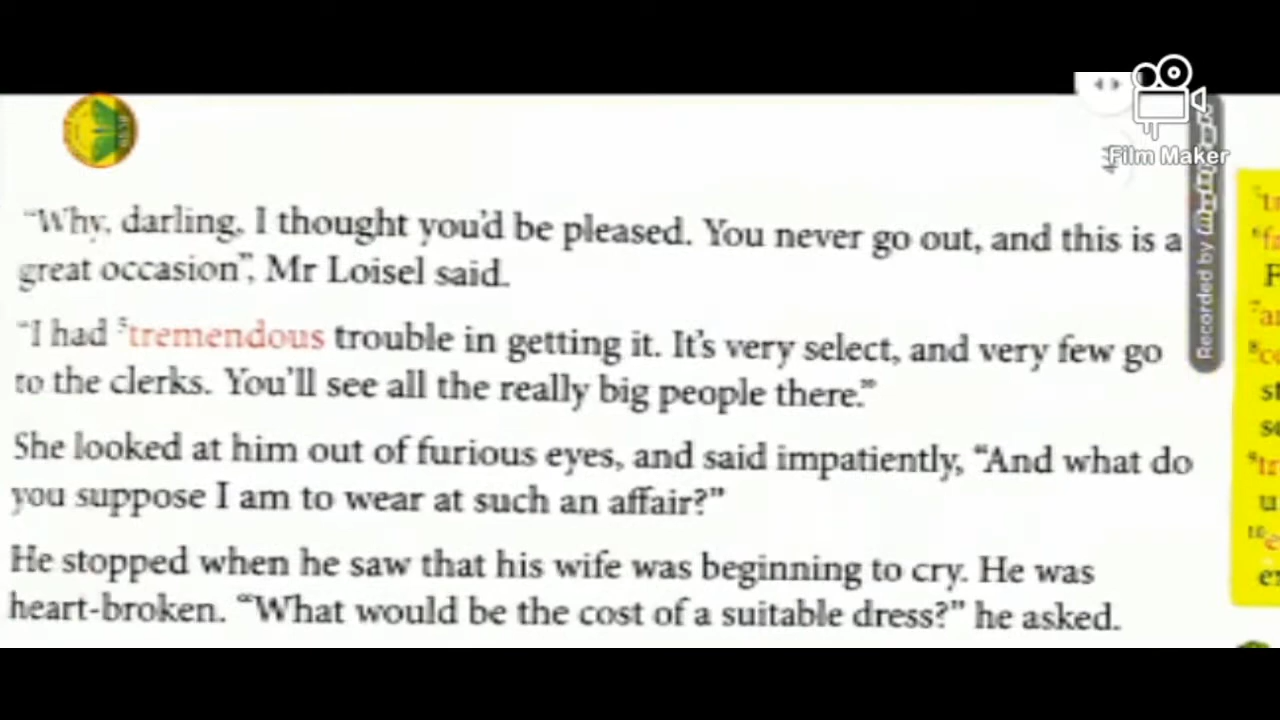 Film Maker
Recorded by
"Why, darling, I thought you'd be pleased. You never go out, and this is a
great occasion", Mr Loisel said.
"I had ⁵tremendous trouble in getting it. It's very select, and very few go
to the clerks. You'll see all the really big people there."
She looked at him out of furious eyes, and said impatiently, "And what do
you suppose I am to wear at such an affair?"
He stopped when he saw that his wife was beginning to cry. He was
heart-broken. "What would be the cost of a suitable dress?" he asked.